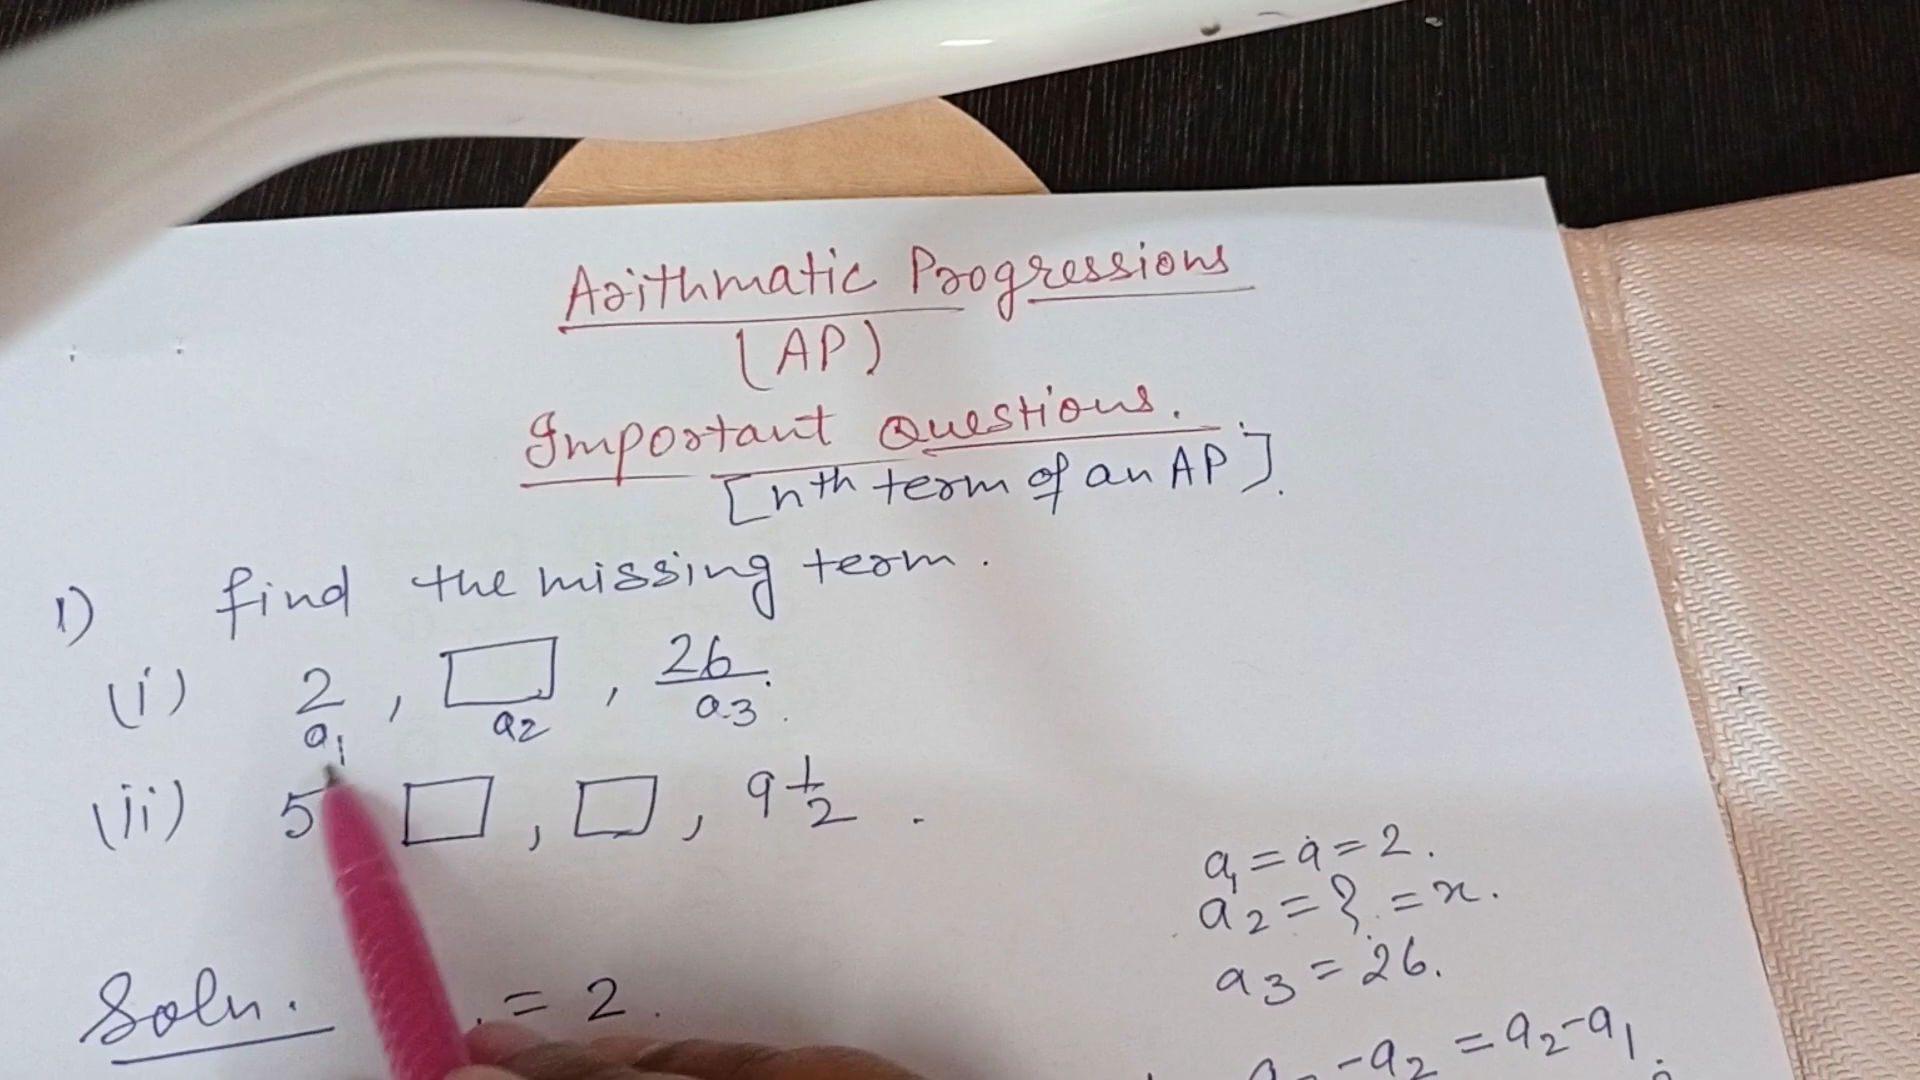 Arithmatic Progressions
(AP)
Important Questions.
[nth term of an AP].
1) find the missing term.
(i) 2, □, 26.
a1 a2 a3.
(ii) 5 □, □, 9 1/2.
a1 = a = 2.
a2 = ? = x.
a3 = 26.
Soln. = 2.
-a2 = a2-a1.